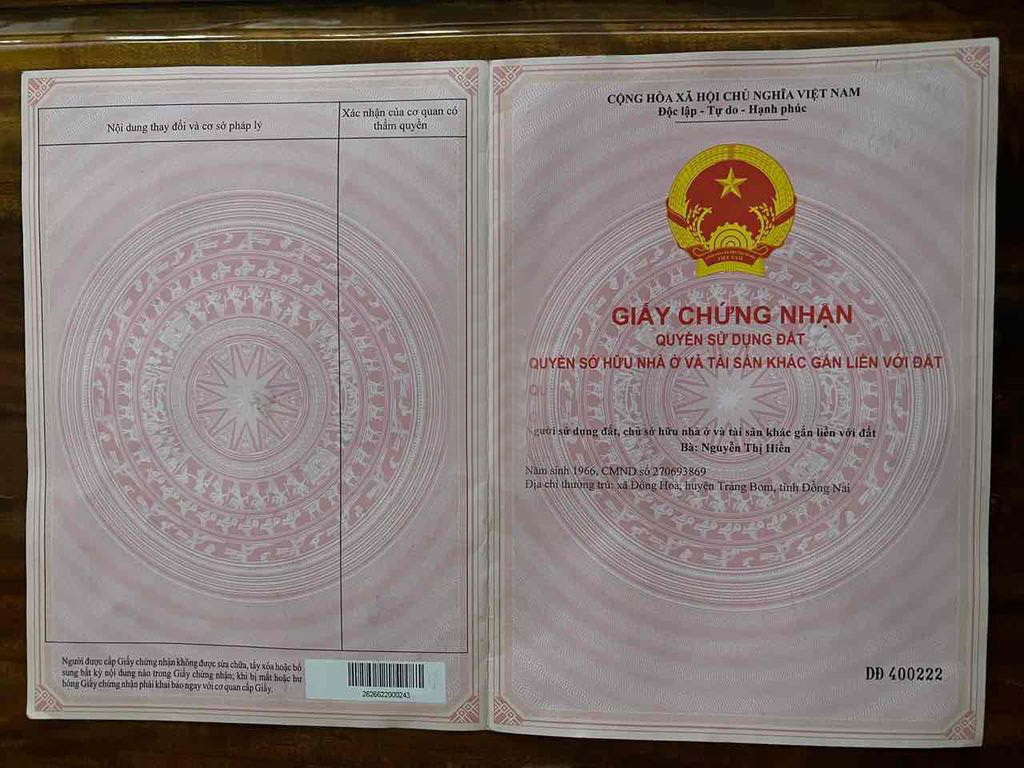 Nội dung thay đổi và cơ sở pháp lý
Xác nhận của cơ quan có
thẩm quyền
Người được cấp Giấy chứng nhận không được sửa chữa, tẩy xóa hoặc bổ
sung bất kỳ nội dung nào trong Giấy chứng nhận; khi bị mất hoặc hư
hỏng Giấy chứng nhận phải khai báo ngay với cơ quan cấp Giấy.
2626622900243
CỘNG HÒA XÃ HỘI CHỦ NGHĨA VIỆT NAM
Độc lập - Tự do - Hạnh phúc
VIỆT NAM
GIẤY CHỨNG NHẬN
QUYỀN SỬ DỤNG ĐẤT
QUYỀN SỞ HỮU NHÀ Ở VÀ TÀI SẢN KHÁC GẮN LIỀN VỚI ĐẤT
Người sử dụng đất, chủ sở hữu nhà ở và tài sản khác gắn liền với đất
Bà: Nguyễn Thị Hiền
Năm sinh 1966, CMND số 270693869
Địa chỉ thường trú: xã Đông Hoà, huyện Trảng Bom, tỉnh Đồng Nai
DĐ 400222